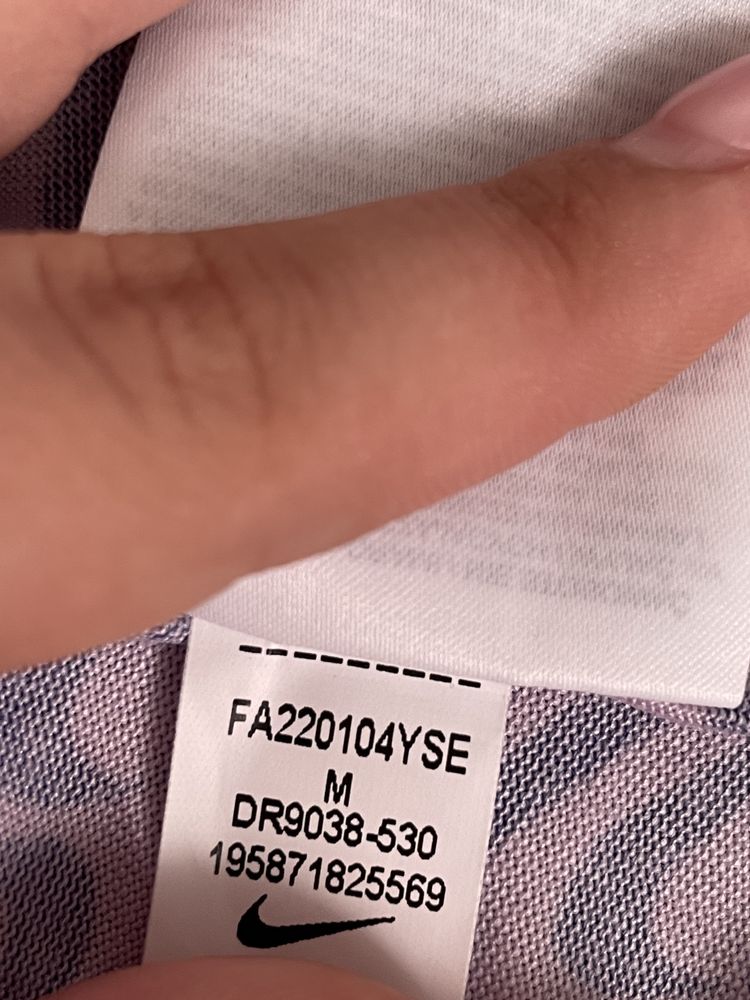 ---------
FA220104YSE
M
DR9038-530
195871825569